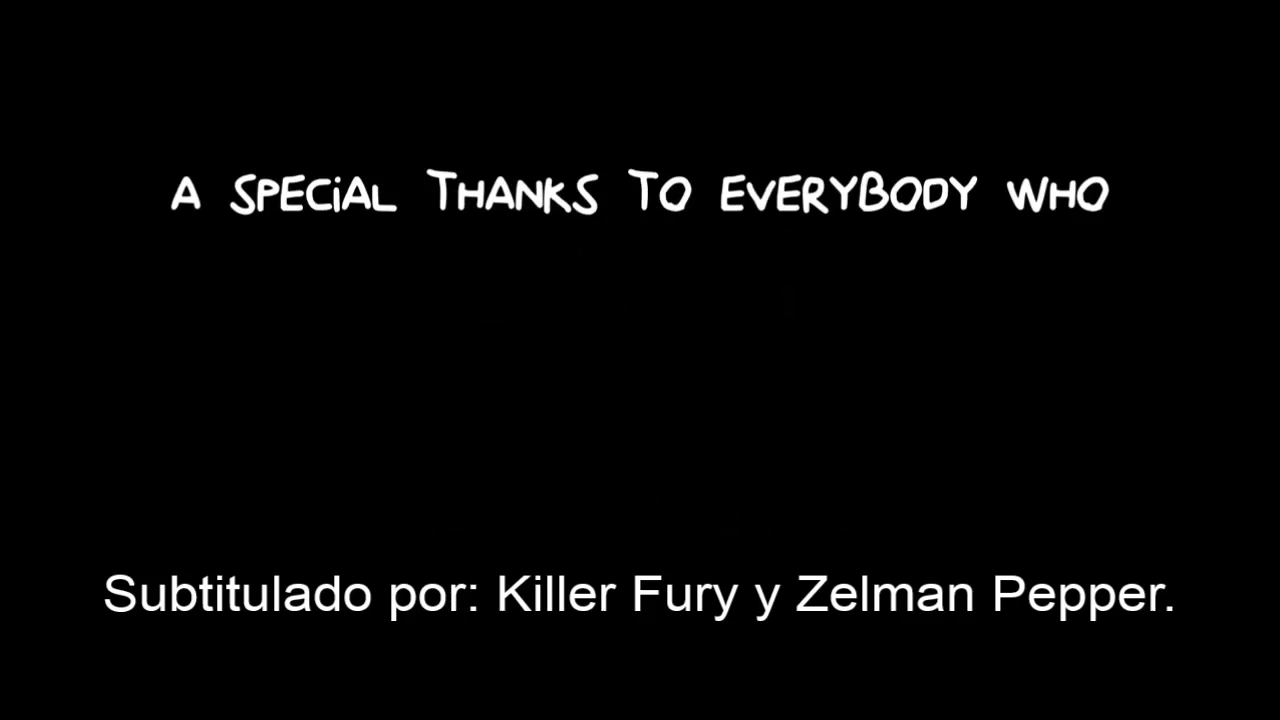 A SPECiAL THANKS TO EVERYBODY WHO
Subtitulado por: Killer Fury y Zelman Pepper.